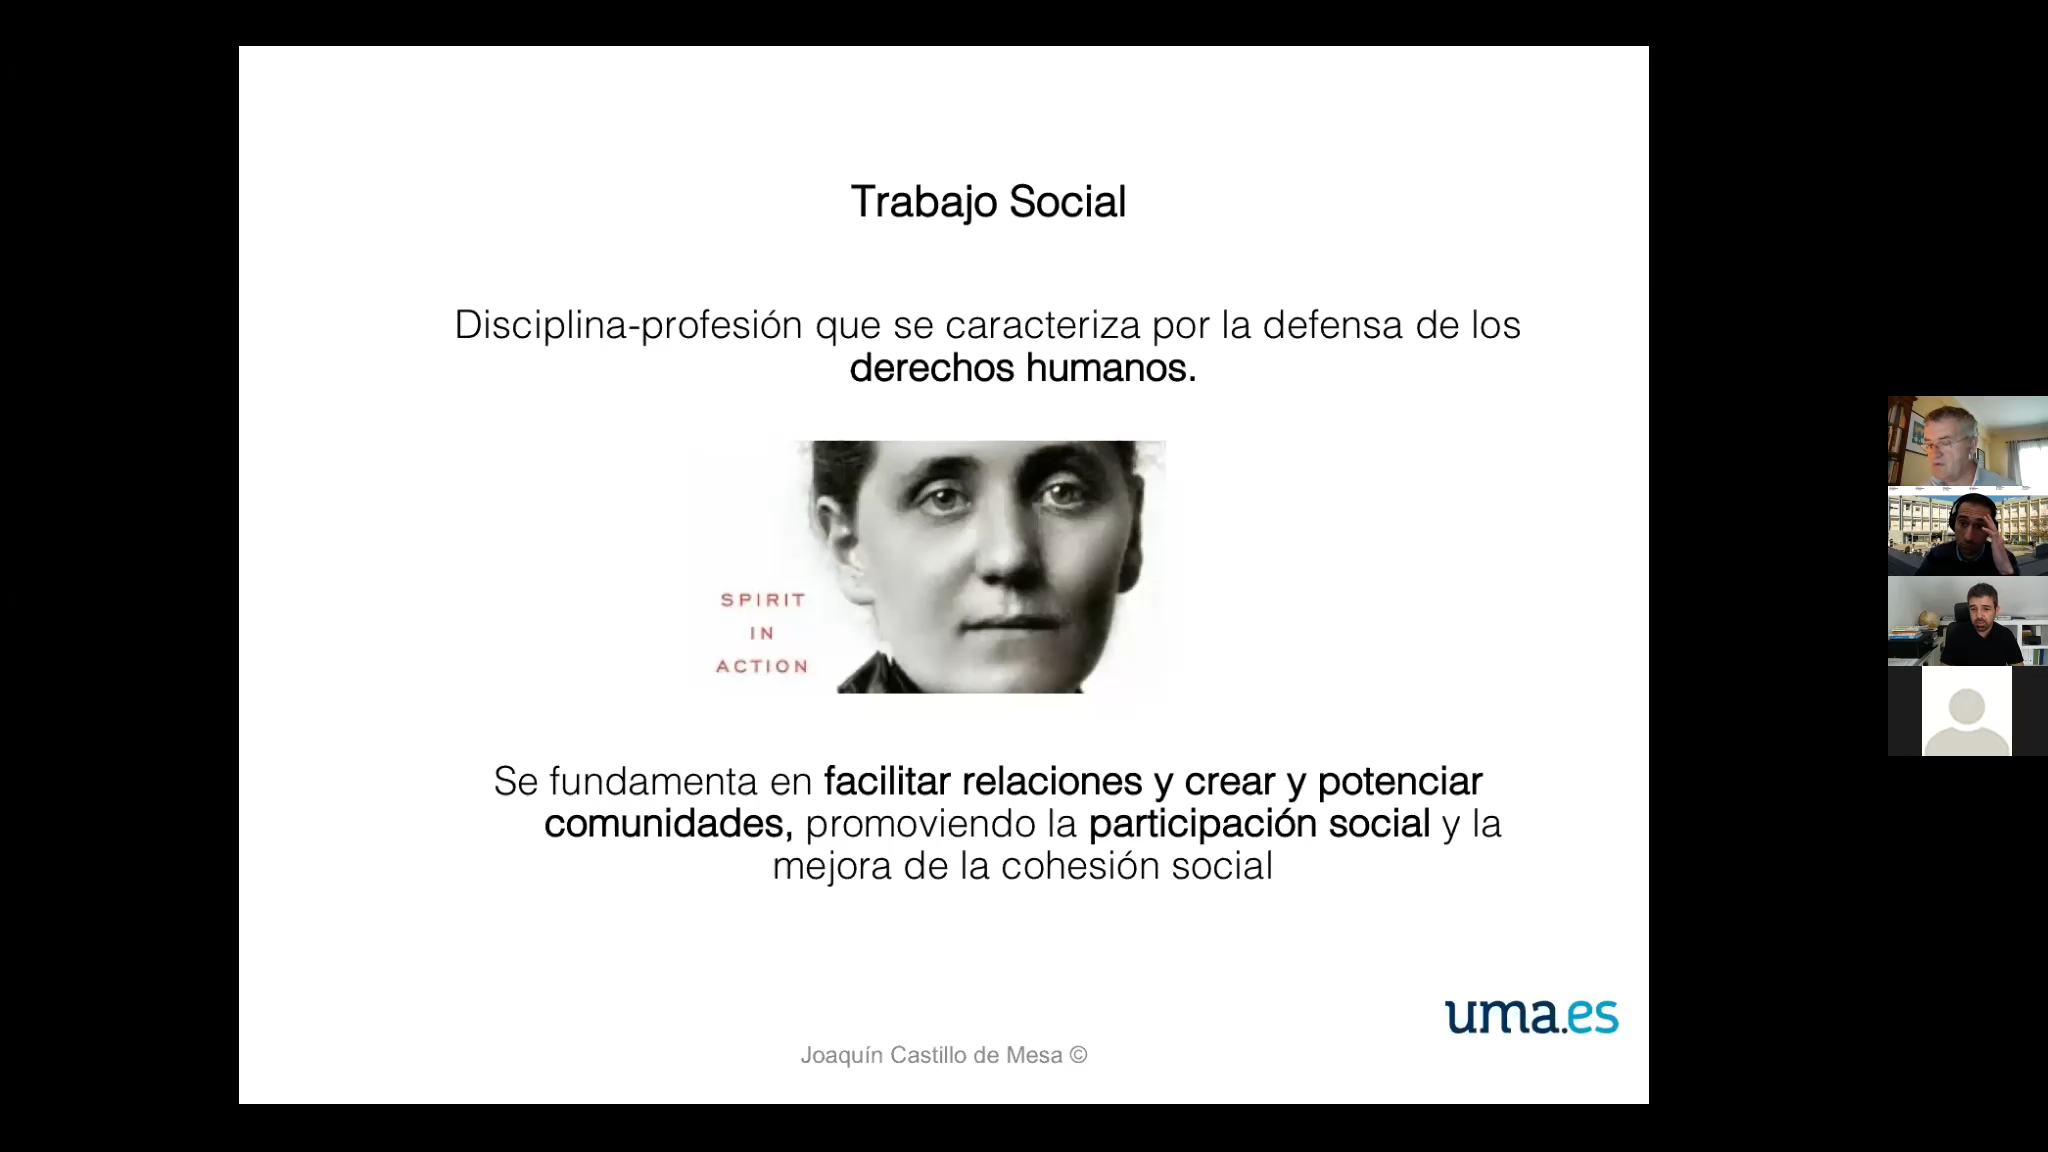 Trabajo Social
Disciplina-profesión que se caracteriza por la defensa de los
derechos humanos.
SPIRIT
IN
ACTION
Se fundamenta en facilitar relaciones y crear y potenciar
comunidades, promoviendo la participación social y la
mejora de la cohesión social
uma.es
Joaquín Castillo de Mesa ©